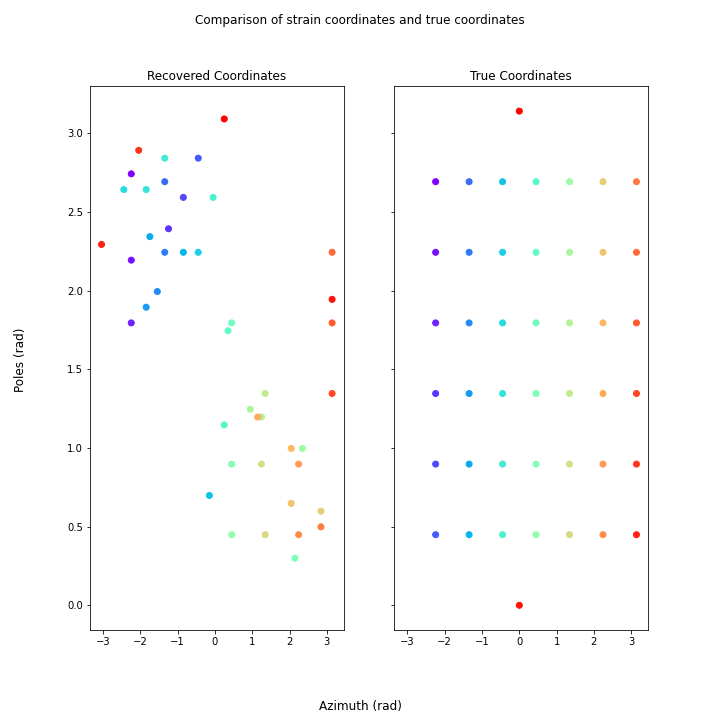 Comparison of strain coordinates and true coordinates
Recovered Coordinates
True Coordinates
3.0
2.5
2.0
1.5
1.0
0.5
0.0
Poles (rad)
−3 −2 −1 0 1 2 3
−3 −2 −1 0 1 2 3
Azimuth (rad)